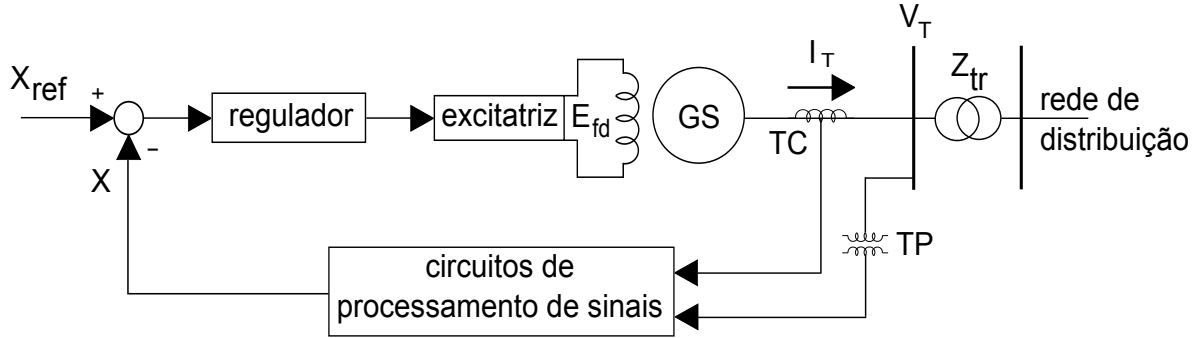 V_T
I_T
X_ref
+
Z_tr
regulador
excitatriz
E_fd
GS
rede de
distribuição
TC
−
X
TP
circuitos de
processamento de sinais